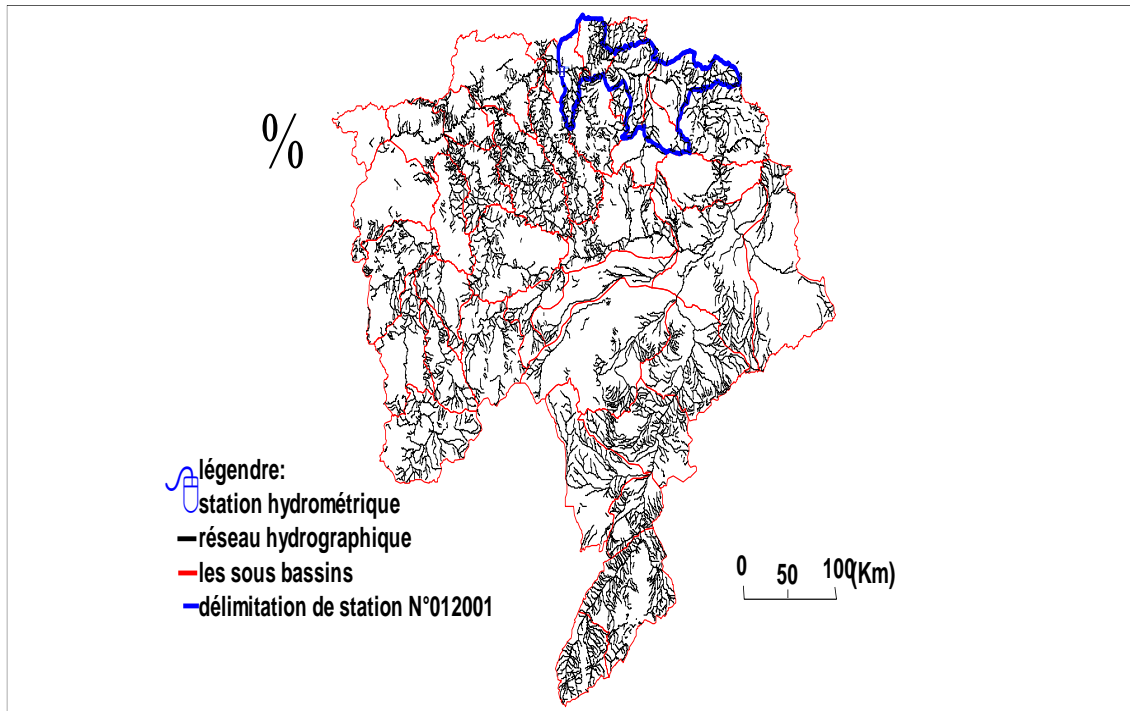 %
légendre:
station hydrométrique
réseau hydrographique
les sous bassins
délimitation de station N°012001
0 50 100(Km)